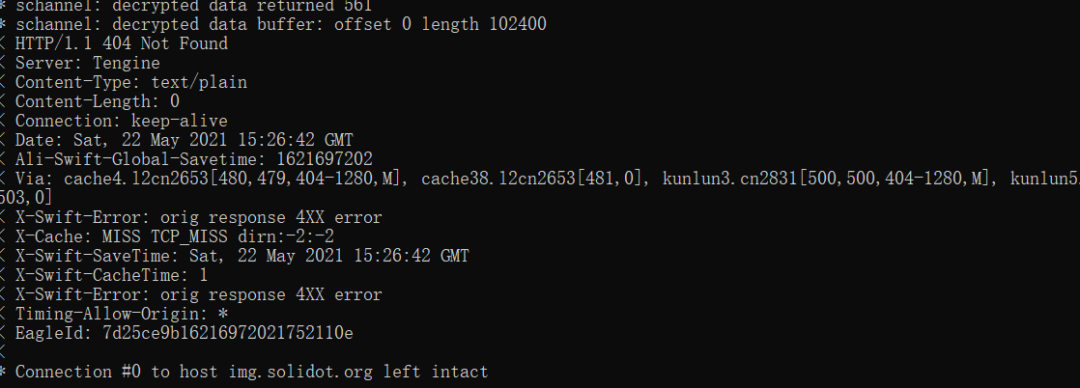 * schannel: decrypted data returned 561
* schannel: decrypted data buffer: offset 0 length 102400
< HTTP/1.1 404 Not Found
< Server: Tengine
< Content-Type: text/plain
< Content-Length: 0
< Connection: keep-alive
< Date: Sat, 22 May 2021 15:26:42 GMT
< Ali-Swift-Global-Savetime: 1621697202
< Via: cache4.l2cn2653[480,479,404-1280,M], cache38.l2cn2653[481,0], kunlun3.cn2831[500,500,404-1280,M], kunlun5.
503,0]
< X-Swift-Error: orig response 4XX error
< X-Cache: MISS TCP_MISS dirn:-2:-2
< X-Swift-SaveTime: Sat, 22 May 2021 15:26:42 GMT
< X-Swift-CacheTime: 1
< X-Swift-Error: orig response 4XX error
< Timing-Allow-Origin: *
< EagleId: 7d25ce9b16216972021752110e
<
* Connection #0 to host img.solidot.org left intact